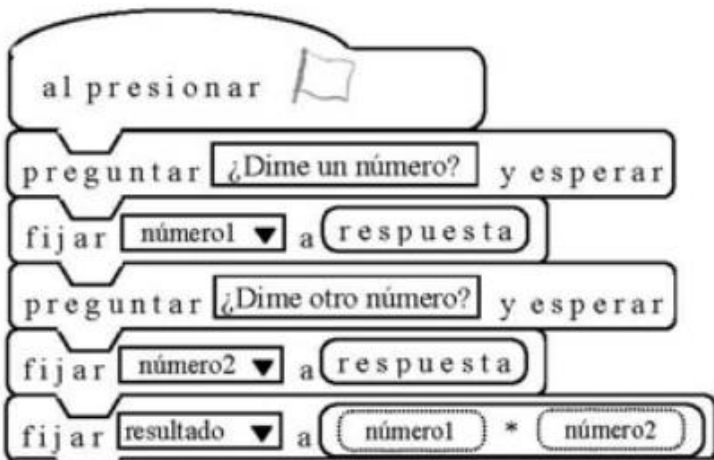 al presionar
preguntar ¿Dime un número? y esperar
fijar número1 a respuesta
preguntar ¿Dime otro número? y esperar
fijar número2 a respuesta
fijar resultado a número1 * número2